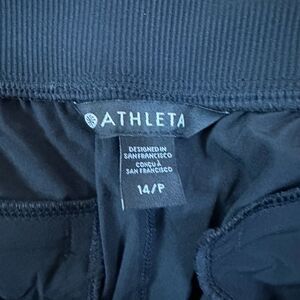 ATHLETA
DESIGNED IN
SAN FRANCISCO
CONÇU À
SAN FRANCISCO
14/P